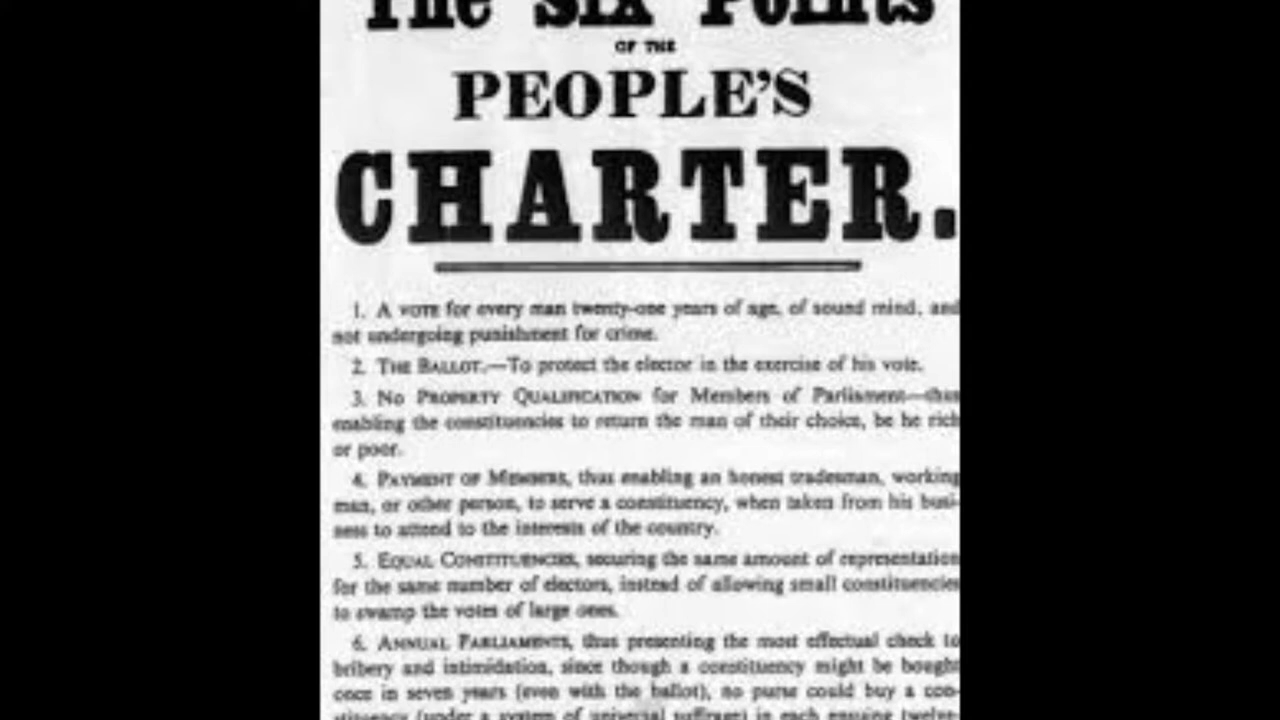 The Six Points
OF THE
PEOPLE'S
CHARTER.
1. A VOTE for every man twenty-one years of age, of sound mind, and
not undergoing punishment for crime.
2. THE BALLOT.—To protect the elector in the exercise of his vote.
3. NO PROPERTY QUALIFICATION for Members of Parliament—thus
enabling the constituencies to return the man of their choice, be he rich
or poor.
4. PAYMENT OF MEMBERS, thus enabling an honest tradesman, working
man, or other person, to serve a constituency, when taken from his busi-
ness to attend to the interests of the country.
5. EQUAL CONSTITUENCIES, securing the same amount of representation
for the same number of electors, instead of allowing small constituencies
to swamp the votes of large ones.
6. ANNUAL PARLIAMENTS, thus presenting the most effectual check to
bribery and intimidation, since though a constituency might be bought
once in seven years (even with the ballot), no purse could buy a con-
stituency (under a system of universal suffrage) in each ensuing twelve-